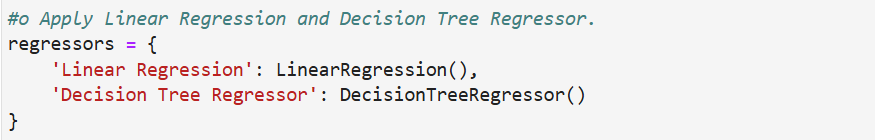 #o Apply Linear Regression and Decision Tree Regressor.
regressors = {
    'Linear Regression': LinearRegression(),
    'Decision Tree Regressor': DecisionTreeRegressor()
}